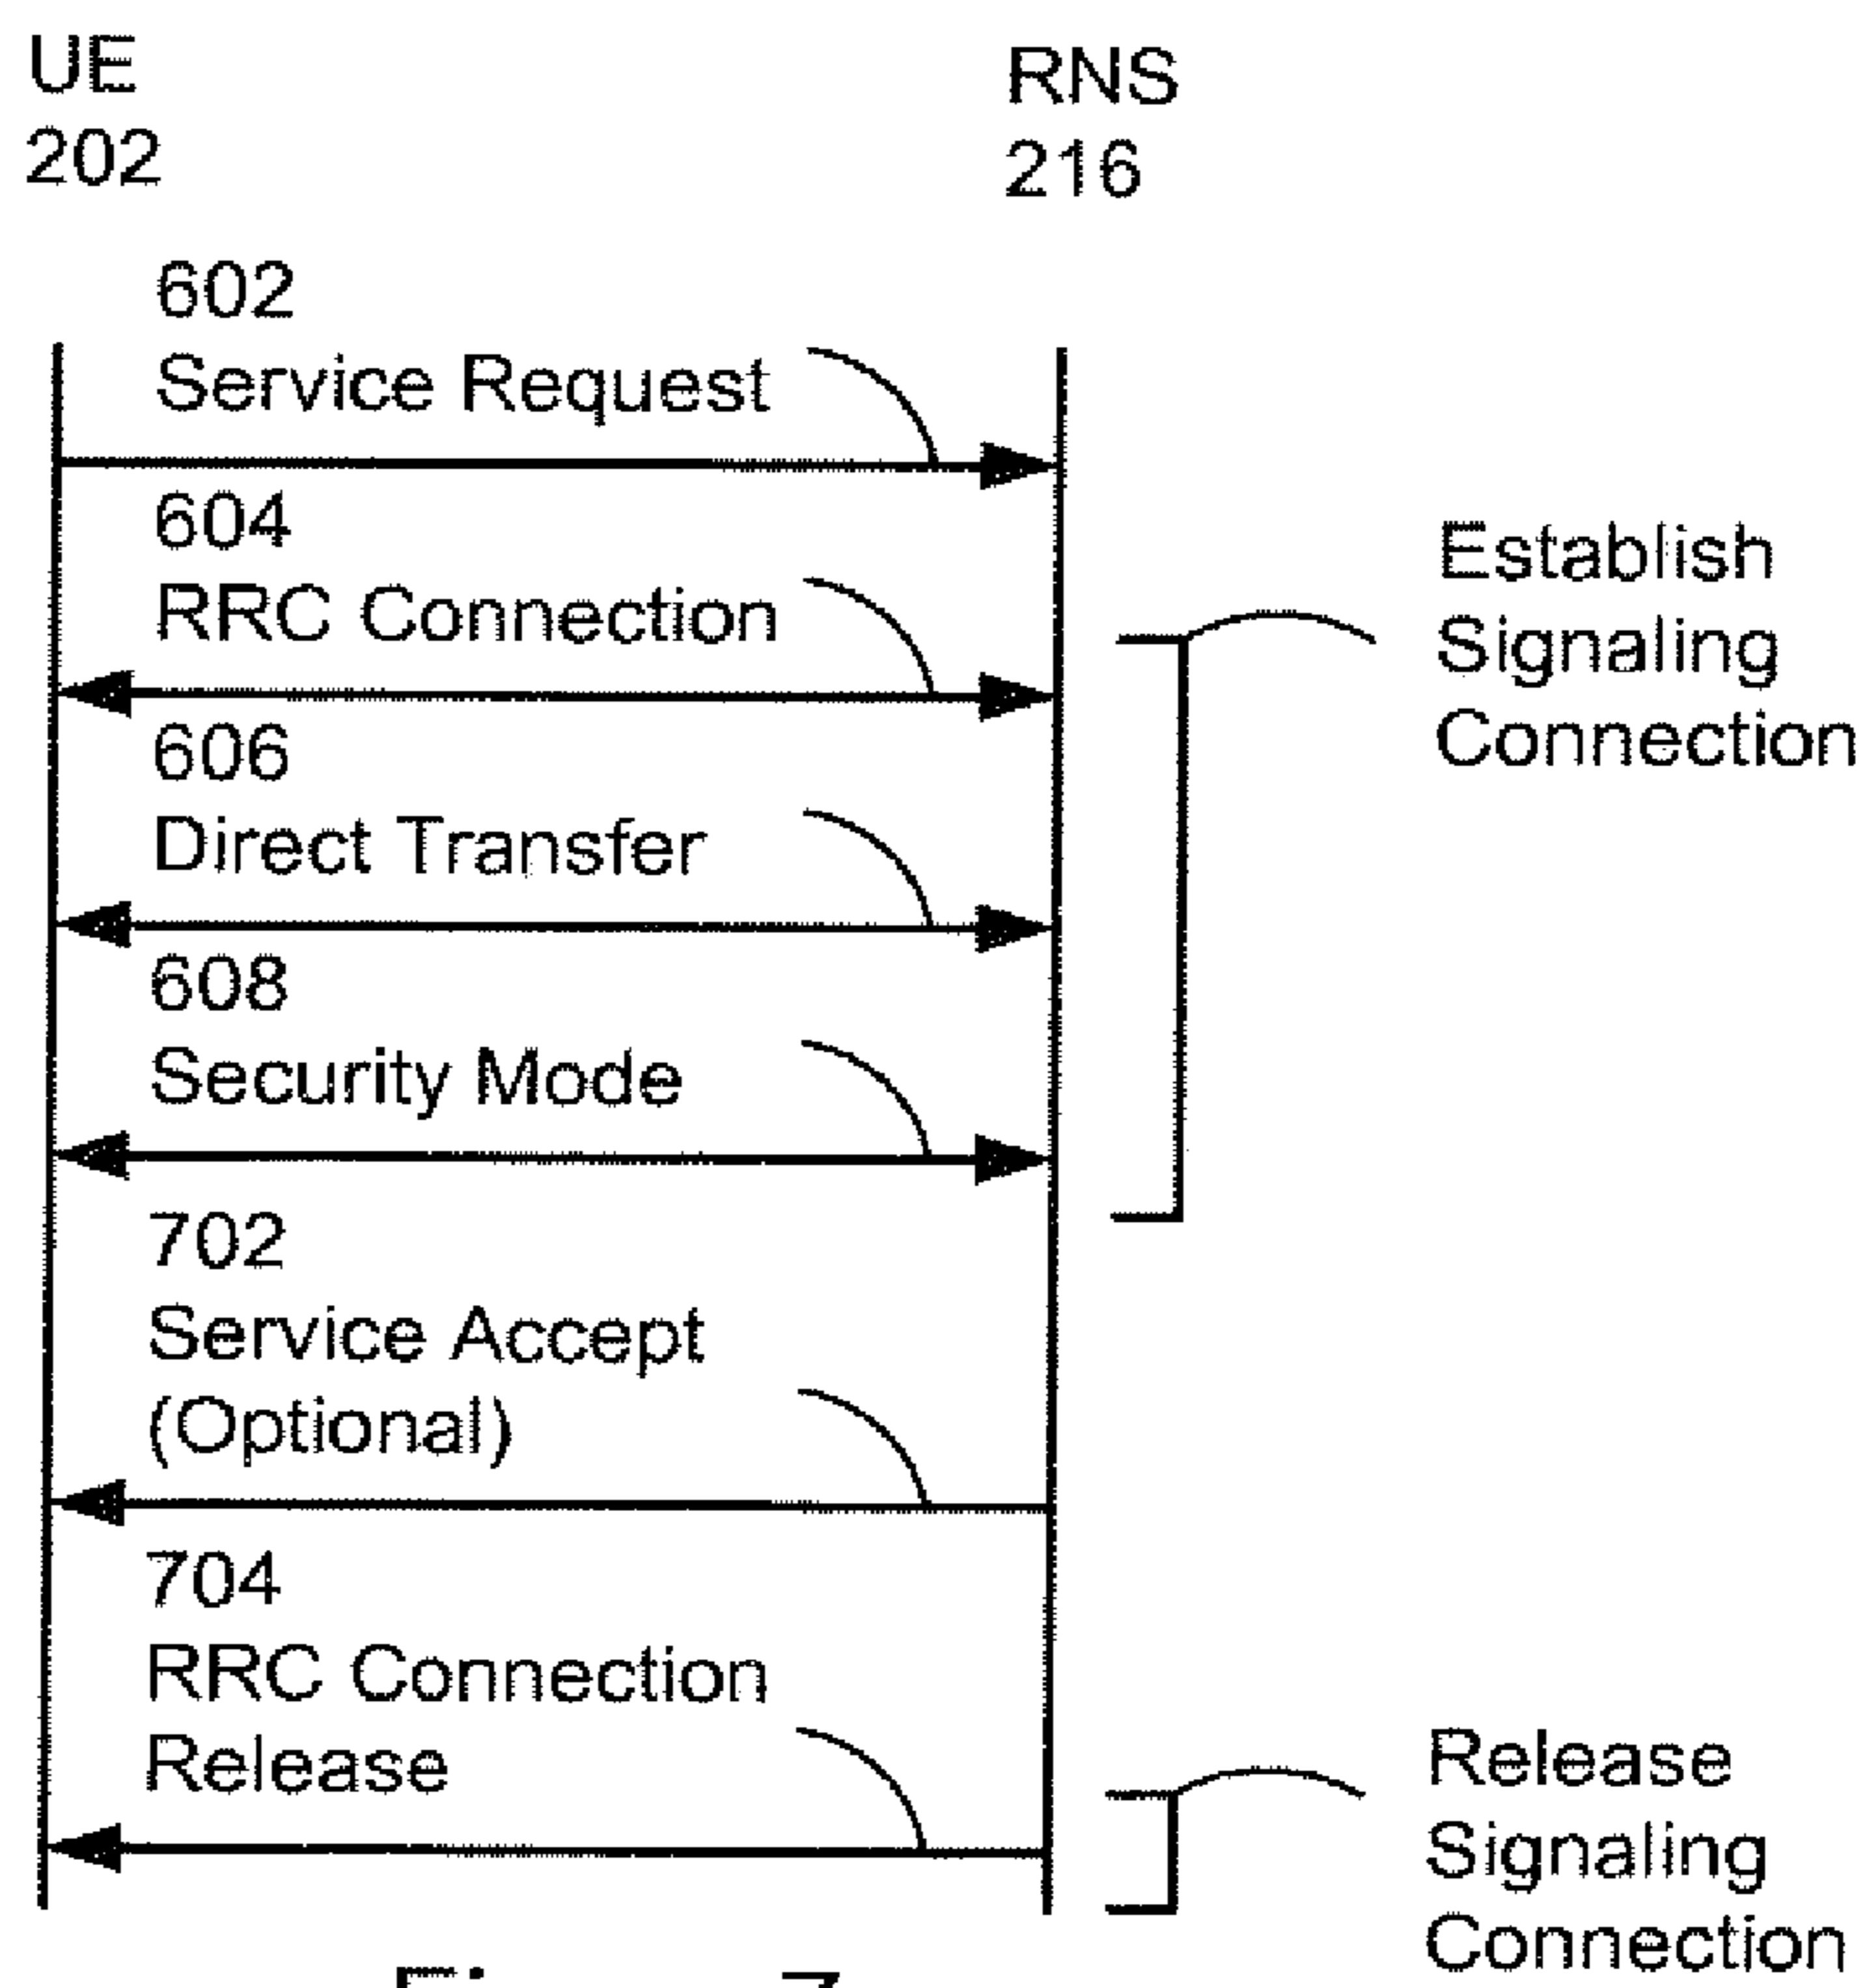 UE
202
RNS
216
602
Service Request
604
RRC Connection
606
Direct Transfer
608
Security Mode
Establish
Signaling
Connection
702
Service Accept
(Optional)
704
RRC Connection
Release
Release
Signaling
Connection